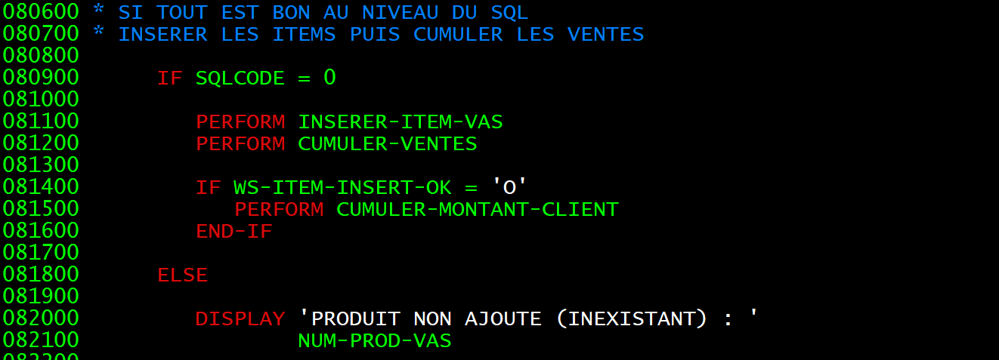 080600 * SI TOUT EST BON AU NIVEAU DU SQL
080700 * INSERER LES ITEMS PUIS CUMULER LES VENTES
080800
080900 IF SQLCODE = 0
081000
081100 PERFORM INSERER-ITEM-VAS
081200 PERFORM CUMULER-VENTES
081300
081400 IF WS-ITEM-INSERT-OK = 'O'
081500 PERFORM CUMULER-MONTANT-CLIENT
081600 END-IF
081700
081800 ELSE
081900
082000 DISPLAY 'PRODUIT NON AJOUTE (INEXISTANT) : '
082100 NUM-PROD-VAS